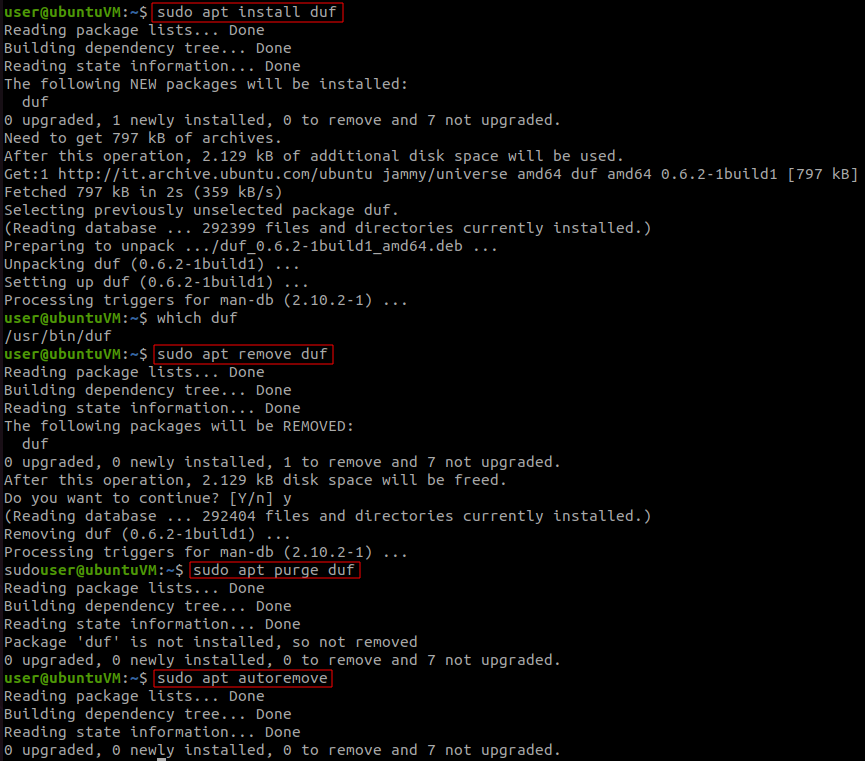 user@ubuntuVM:~$ sudo apt install duf
Reading package lists... Done
Building dependency tree... Done
Reading state information... Done
The following NEW packages will be installed:
  duf
0 upgraded, 1 newly installed, 0 to remove and 7 not upgraded.
Need to get 797 kB of archives.
After this operation, 2.129 kB of additional disk space will be used.
Get:1 http://it.archive.ubuntu.com/ubuntu jammy/universe amd64 duf amd64 0.6.2-1build1 [797 kB]
Fetched 797 kB in 2s (359 kB/s)
Selecting previously unselected package duf.
(Reading database ... 292399 files and directories currently installed.)
Preparing to unpack .../duf_0.6.2-1build1_amd64.deb ...
Unpacking duf (0.6.2-1build1) ...
Setting up duf (0.6.2-1build1) ...
Processing triggers for man-db (2.10.2-1) ...
user@ubuntuVM:~$ which duf
/usr/bin/duf
user@ubuntuVM:~$ sudo apt remove duf
Reading package lists... Done
Building dependency tree... Done
Reading state information... Done
The following packages will be REMOVED:
  duf
0 upgraded, 0 newly installed, 1 to remove and 7 not upgraded.
After this operation, 2.129 kB disk space will be freed.
Do you want to continue? [Y/n] y
(Reading database ... 292404 files and directories currently installed.)
Removing duf (0.6.2-1build1) ...
Processing triggers for man-db (2.10.2-1) ...
sudouser@ubuntuVM:~$ sudo apt purge duf
Reading package lists... Done
Building dependency tree... Done
Reading state information... Done
Package 'duf' is not installed, so not removed
0 upgraded, 0 newly installed, 0 to remove and 7 not upgraded.
user@ubuntuVM:~$ sudo apt autoremove
Reading package lists... Done
Building dependency tree... Done
Reading state information... Done
0 upgraded, 0 newly installed, 0 to remove and 7 not upgraded.